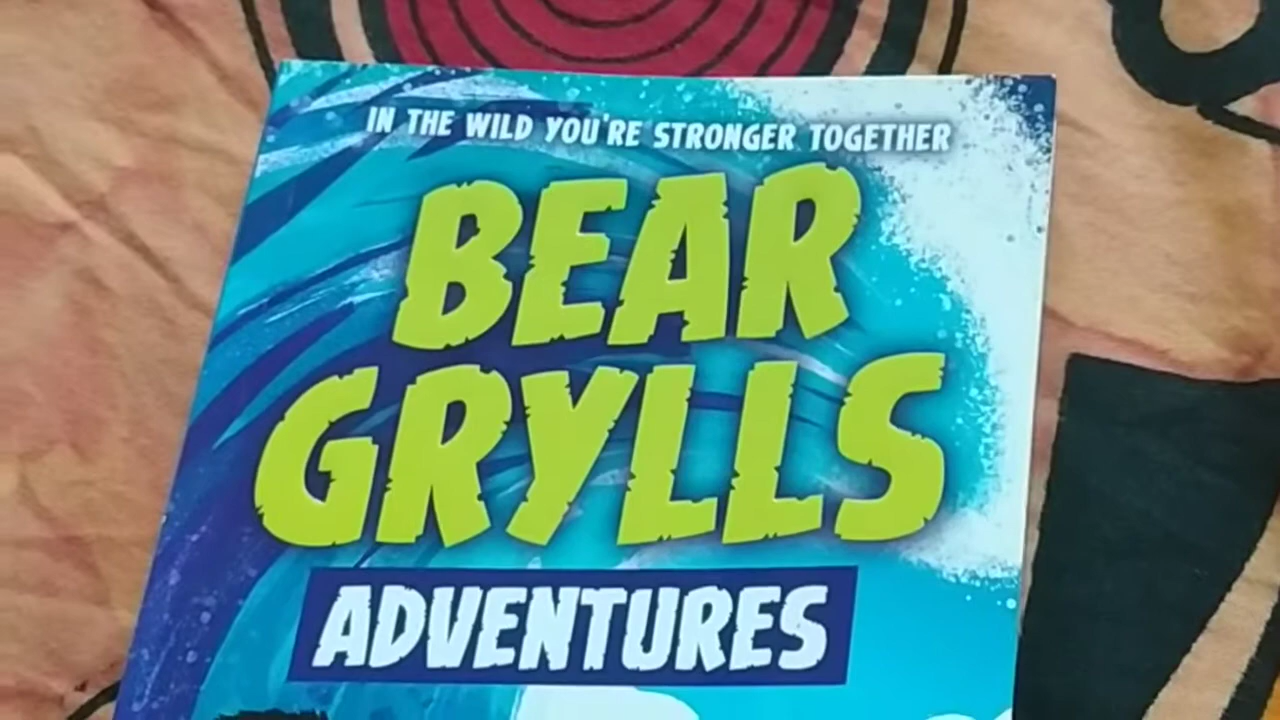 IN THE WILD YOU'RE STRONGER TOGETHER
BEAR
GRYLLS
ADVENTURES